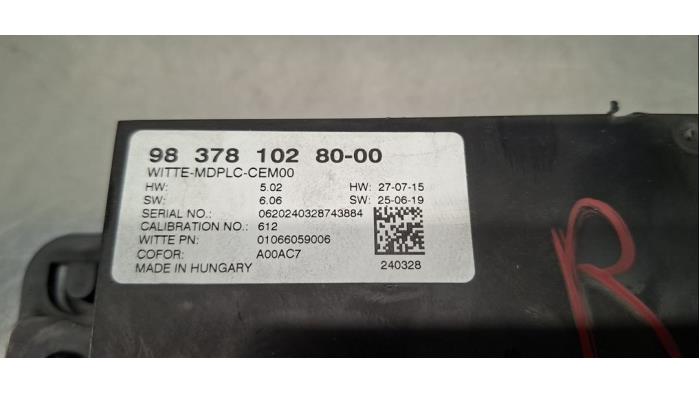 98 378 102 80-00
WITTE-MDPLC-CEM00
HW: 5.02 HW: 27-07-15
SW: 6.06 SW: 25-06-19
SERIAL NO.: 0620240328743884
CALIBRATION NO.: 612
WITTE PN: 01066059006
COFOR: A00AC7
MADE IN HUNGARY 240328
R